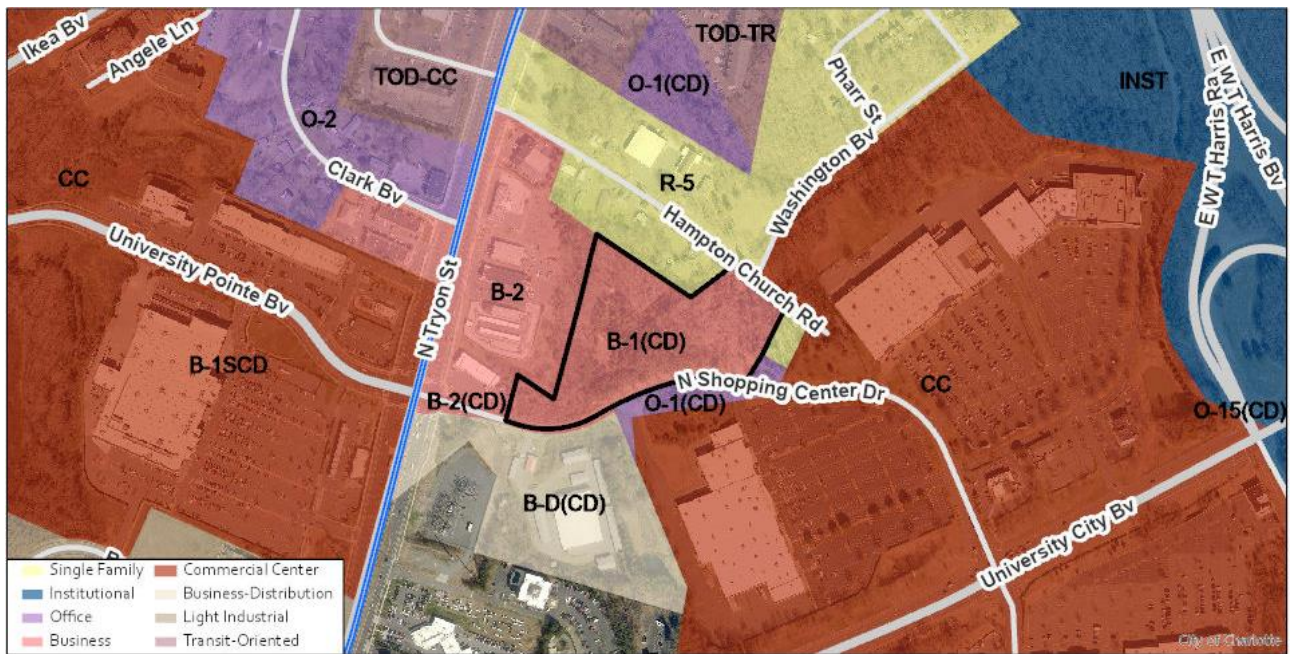 Ikea Bv
Angele Ln
TOD-CC
TOD-TR
O-1(CD)
Pharr St
INST
E W T Harris Ra
E W T Harris Bv
O-2
CC
Clark Bv
R-5
Washington Bv
University Pointe Bv
N Tryon St
Hampton Church Rd
B-2
B-1(CD)
B-1SCD
CC
N Shopping Center Dr
B-2(CD)
O-1(CD)
O-15(CD)
B-D(CD)
University City Bv
Single Family
Commercial Center
Institutional
Business-Distribution
Office
Light Industrial
Business
Transit-Oriented
City of Charlotte